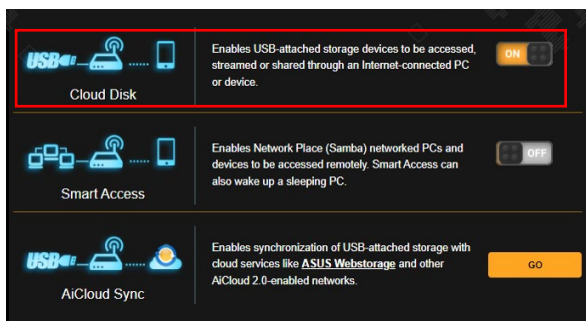 Enables USB-attached storage devices to be accessed,
streamed or shared through an Internet-connected PC
or device.
ON
USB
Cloud Disk
Enables Network Place (Samba) networked PCs and
devices to be accessed remotely. Smart Access can
also wake up a sleeping PC.
OFF
Smart Access
Enables synchronization of USB-attached storage with
cloud services like ASUS Webstorage and other
AiCloud 2.0-enabled networks.
GO
USB
AiCloud Sync